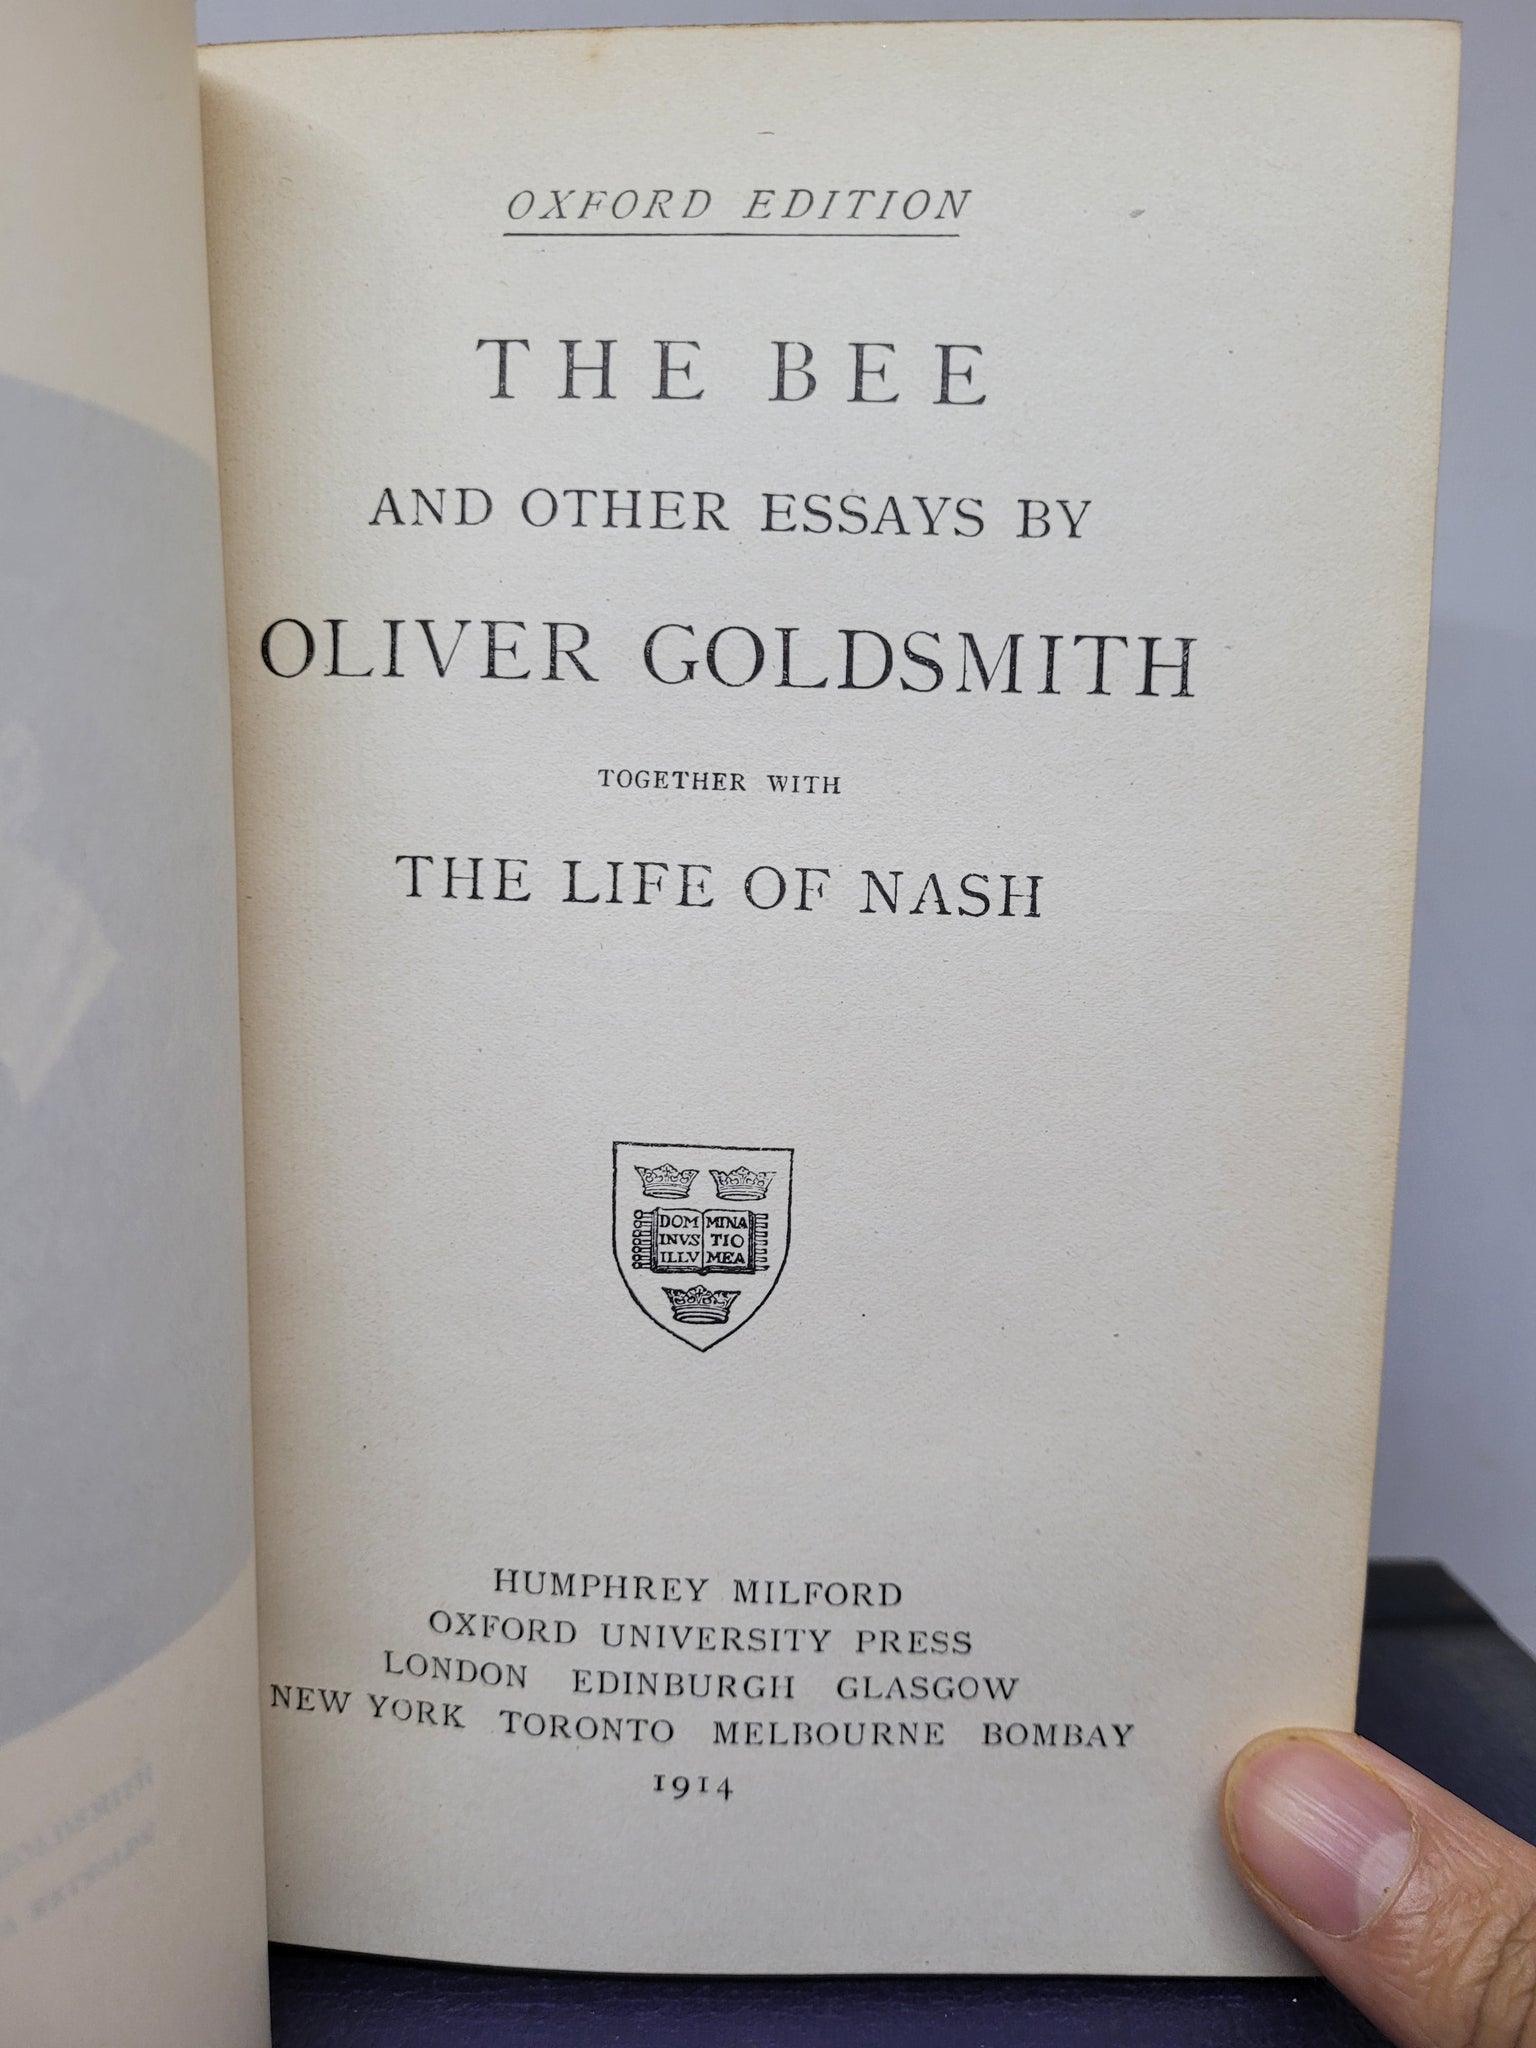 OXFORD EDITION
THE BEE
AND OTHER ESSAYS BY
OLIVER GOLDSMITH
TOGETHER WITH
THE LIFE OF NASH
DOM MINA
INVS TIO
ILLV MEA
HUMPHREY MILFORD
OXFORD UNIVERSITY PRESS
LONDON EDINBURGH GLASGOW
NEW YORK TORONTO MELBOURNE BOMBAY
1914